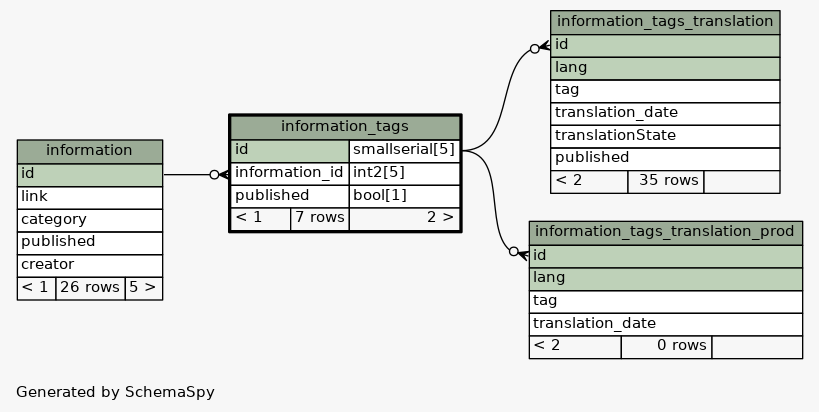 information_tags_translation
id
lang
tag
translation_date
translationState
published
< 2 35 rows
information_tags
id smallserial[5]
information_id int2[5]
published bool[1]
< 1 7 rows 2 >
information
id
link
category
published
creator
< 1 26 rows 5 >
information_tags_translation_prod
id
lang
tag
translation_date
< 2 0 rows
Generated by SchemaSpy